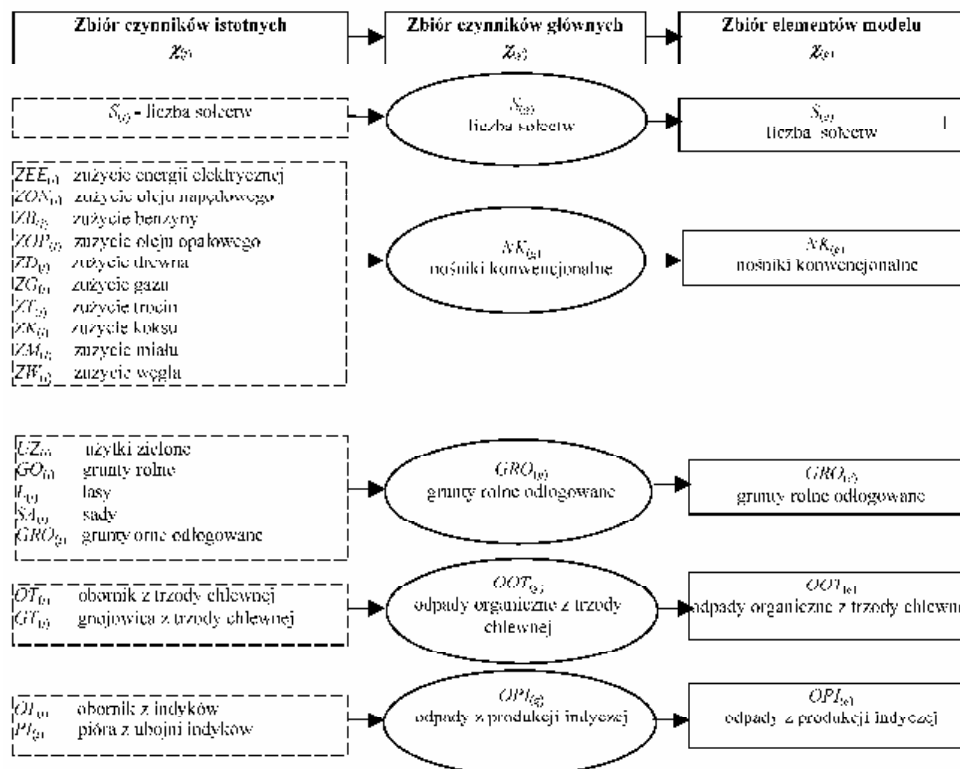 Zbiór czynników istotnych
Zbiór czynników głównych
Zbiór elementów modelu
S - liczba sołectw
S
liczba sołectw
S
liczba sołectw
ZEE zużycie energii elektrycznej
ZON zużycie oleju napędowego
ZB zużycie benzyny
ZOP zużycie oleju opałowego
ZD zużycie drewna
ZG zużycie gazu
ZT zużycie trocin
ZK zużycie koksu
ZM zużycie miału
ZW zużycie węgla
NK
nośniki konwencjonalne
NK
nośniki konwencjonalne
UZ użytki zielone
GO grunty rolne
L lasy
SA sady
GRO grunty orne odłogowane
GRO
grunty rolne odłogowane
GRO
grunty rolne odłogowane
OT obornik z trzody chlewnej
GT gnojowica z trzody chlewnej
OOT
odpady organiczne z trzody
chlewnej
OOT
odpady organiczne z trzody chlewne
OI obornik z indyków
PI pióra z ubojni indyków
OPI
odpady z produkcji indyczej
OPI
odpady z produkcji indyczej